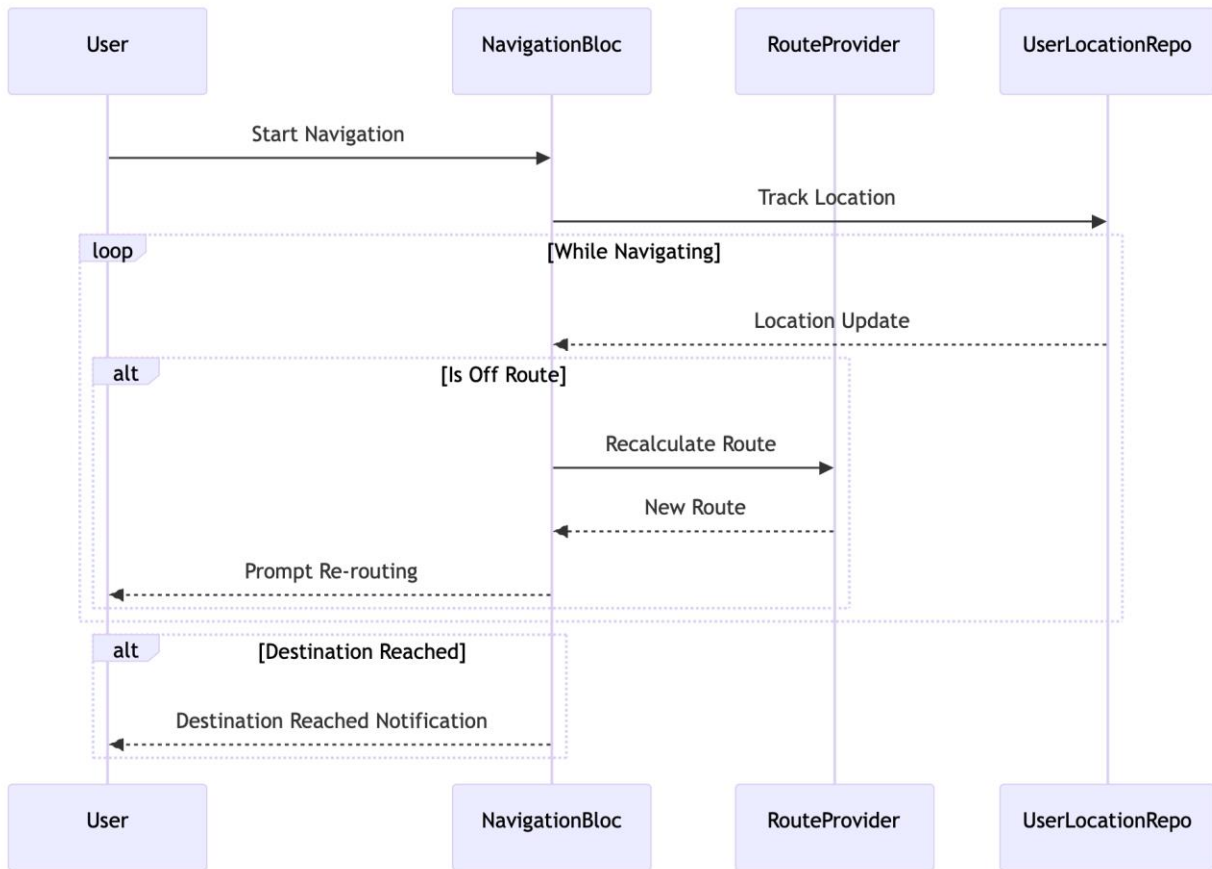 User
NavigationBloc
RouteProvider
UserLocationRepo
Start Navigation
Track Location
loop
[While Navigating]
Location Update
alt
[Is Off Route]
Recalculate Route
New Route
Prompt Re-routing
alt
[Destination Reached]
Destination Reached Notification
User
NavigationBloc
RouteProvider
UserLocationRepo